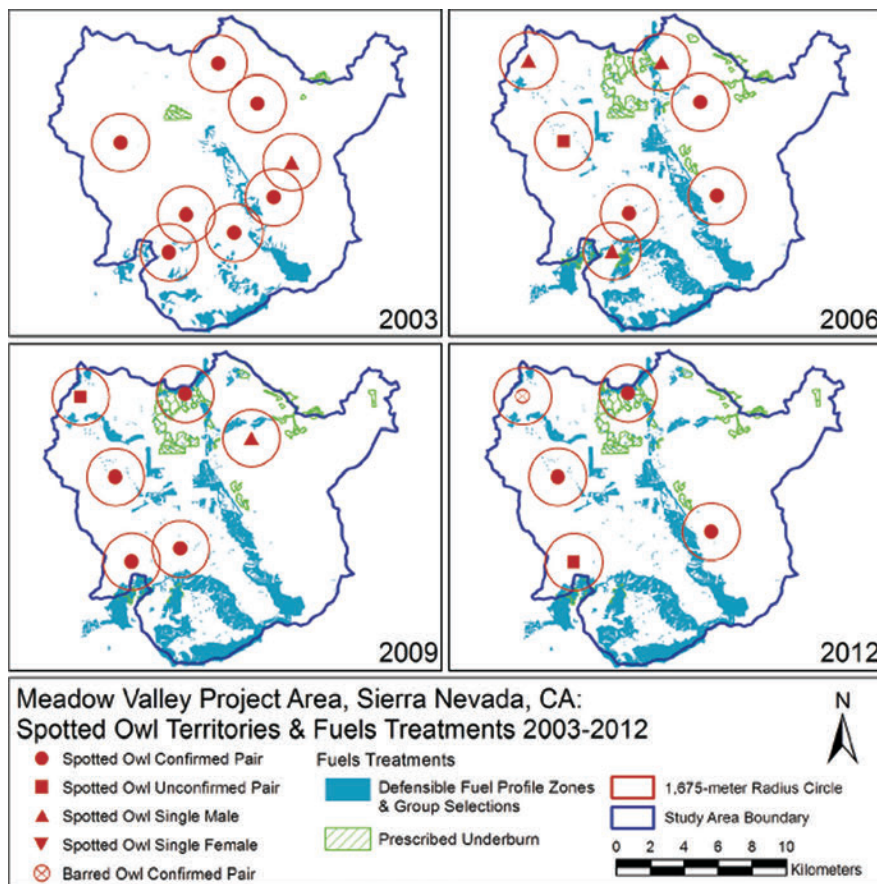 2003
2006
2009
2012
Meadow Valley Project Area, Sierra Nevada, CA:
Spotted Owl Territories & Fuels Treatments 2003-2012
N
Spotted Owl Confirmed Pair
Spotted Owl Unconfirmed Pair
Spotted Owl Single Male
Spotted Owl Single Female
Barred Owl Confirmed Pair
Fuels Treatments
Defensible Fuel Profile Zones
& Group Selections
Prescribed Underburn
1,675-meter Radius Circle
Study Area Boundary
0 2 4 6 8 10
Kilometers